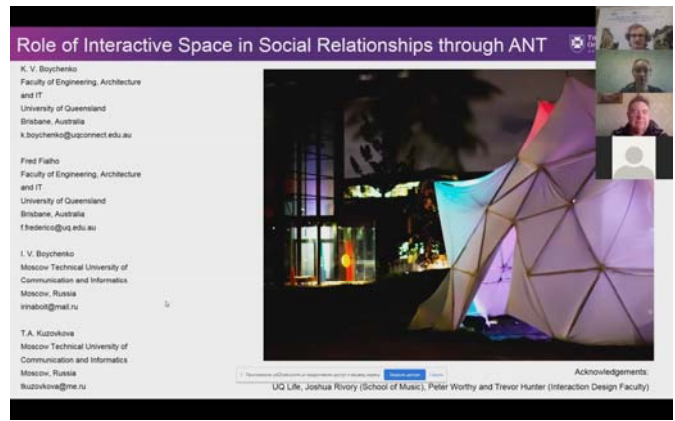 Role of Interactive Space in Social Relationships through ANT
K. V. Boychenko
Faculty of Engineering, Architecture
and IT
University of Queensland
Brisbane, Australia
k.boychenko@uqconnect.edu.au
Fred Fialho
Faculty of Engineering, Architecture
and IT
University of Queensland
Brisbane, Australia
f.frederico@uq.edu.au
I. V. Boychenko
Moscow Technical University of
Communication and Informatics
Moscow, Russia
irinaboit@mail.ru
T.A. Kuzovkova
Moscow Technical University of
Communication and Informatics
Moscow, Russia
tkuzovkova@me.ru
Acknowledgements:
UQ Life, Joshua Rivory (School of Music), Peter Worthy and Trevor Hunter (Interaction Design Faculty)